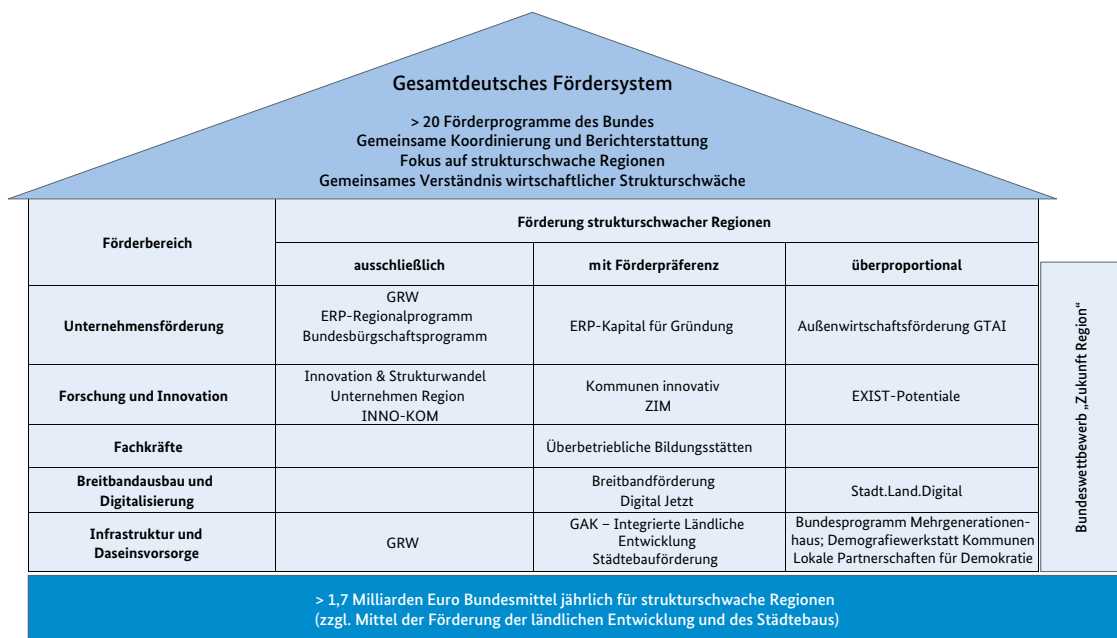 Gesamtdeutsches Fördersystem
> 20 Förderprogramme des Bundes
Gemeinsame Koordinierung und Berichterstattung
Fokus auf strukturschwache Regionen
Gemeinsames Verständnis wirtschaftlicher Strukturschwäche
Förderbereich
Förderung strukturschwacher Regionen
ausschließlich
mit Förderpräferenz
überproportional
Unternehmensförderung
GRW
ERP-Regionalprogramm
Bundesbürgschaftsprogramm
ERP-Kapital für Gründung
Außenwirtschaftsförderung GTAI
Forschung und Innovation
Innovation & Strukturwandel
Unternehmen Region
INNO-KOM
Kommunen innovativ
ZIM
EXIST-Potentiale
Fachkräfte
Überbetriebliche Bildungsstätten
Breitbandausbau und
Digitalisierung
Breitbandförderung
Digital Jetzt
Stadt.Land.Digital
Infrastruktur und
Daseinsvorsorge
GRW
GAK – Integrierte Ländliche
Entwicklung
Städtebauförderung
Bundesprogramm Mehrgenerationen-
haus; Demografiewerkstatt Kommunen
Lokale Partnerschaften für Demokratie
Bundeswettbewerb „Zukunft Region"
> 1,7 Milliarden Euro Bundesmittel jährlich für strukturschwache Regionen
(zzgl. Mittel der Förderung der ländlichen Entwicklung und des Städtebaus)